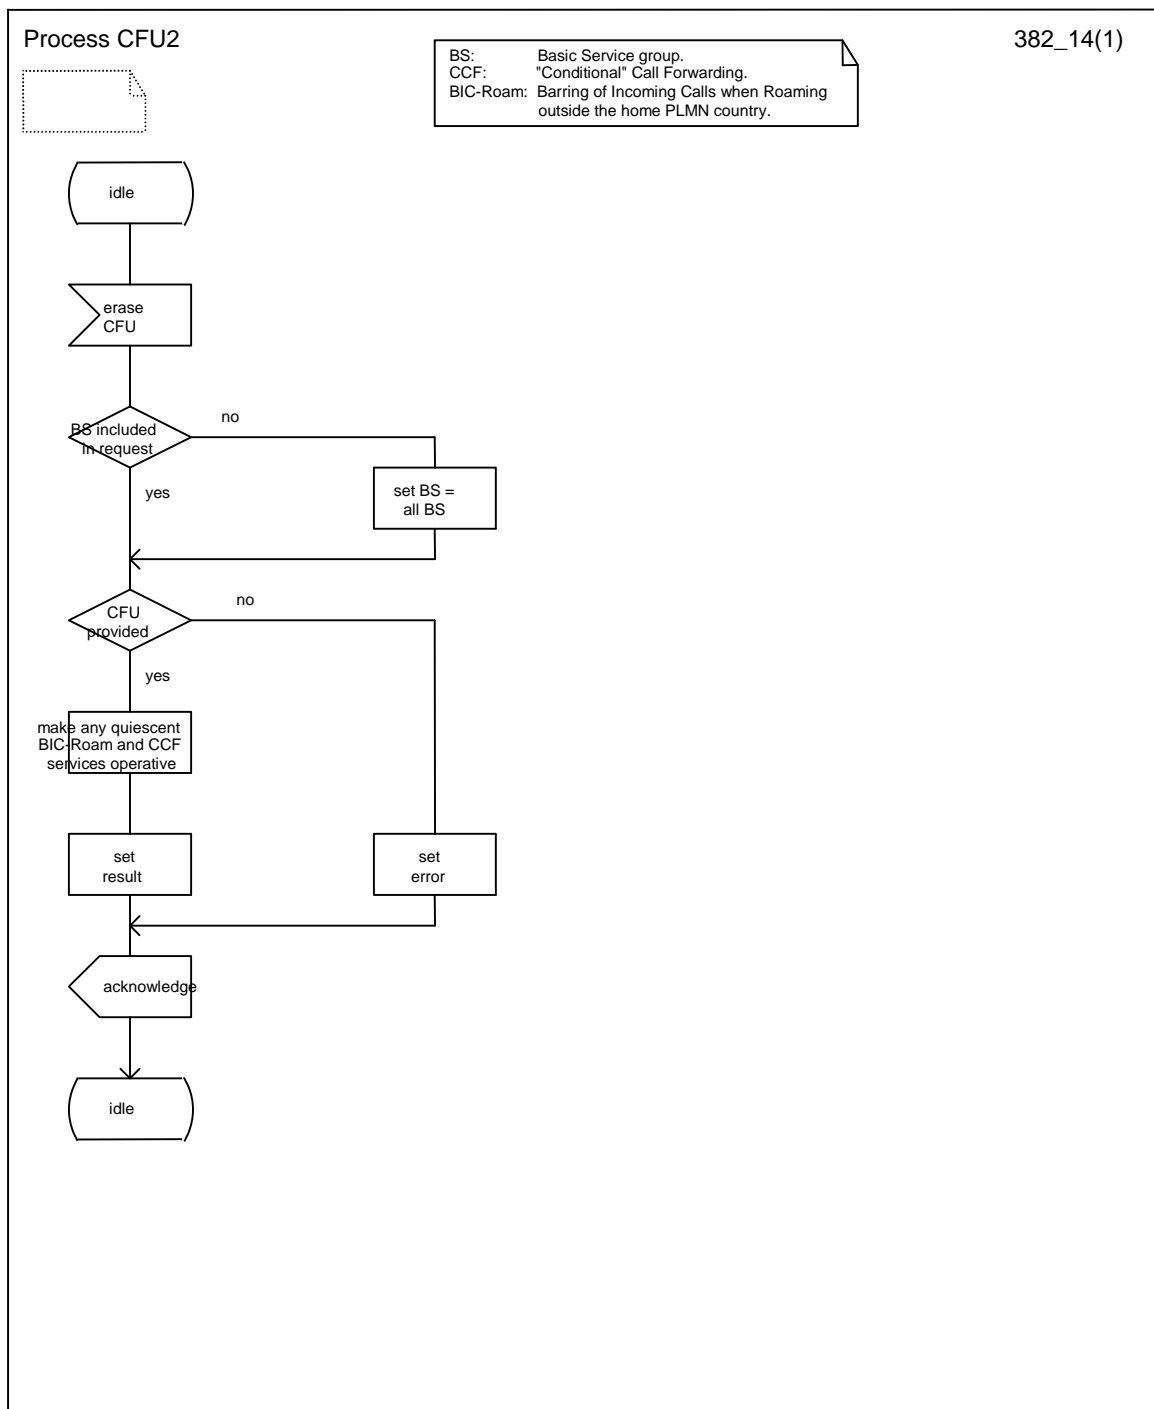 Process CFU2
382_14(1)
BS: Basic Service group.
CCF: "Conditional" Call Forwarding.
BIC-Roam: Barring of Incoming Calls when Roaming
outside the home PLMN country.
idle
erase
CFU
BS included
in request
no
yes
set BS =
all BS
CFU
provided
no
yes
make any quiescent
BIC-Roam and CCF
services operative
set
result
set
error
acknowledge
idle